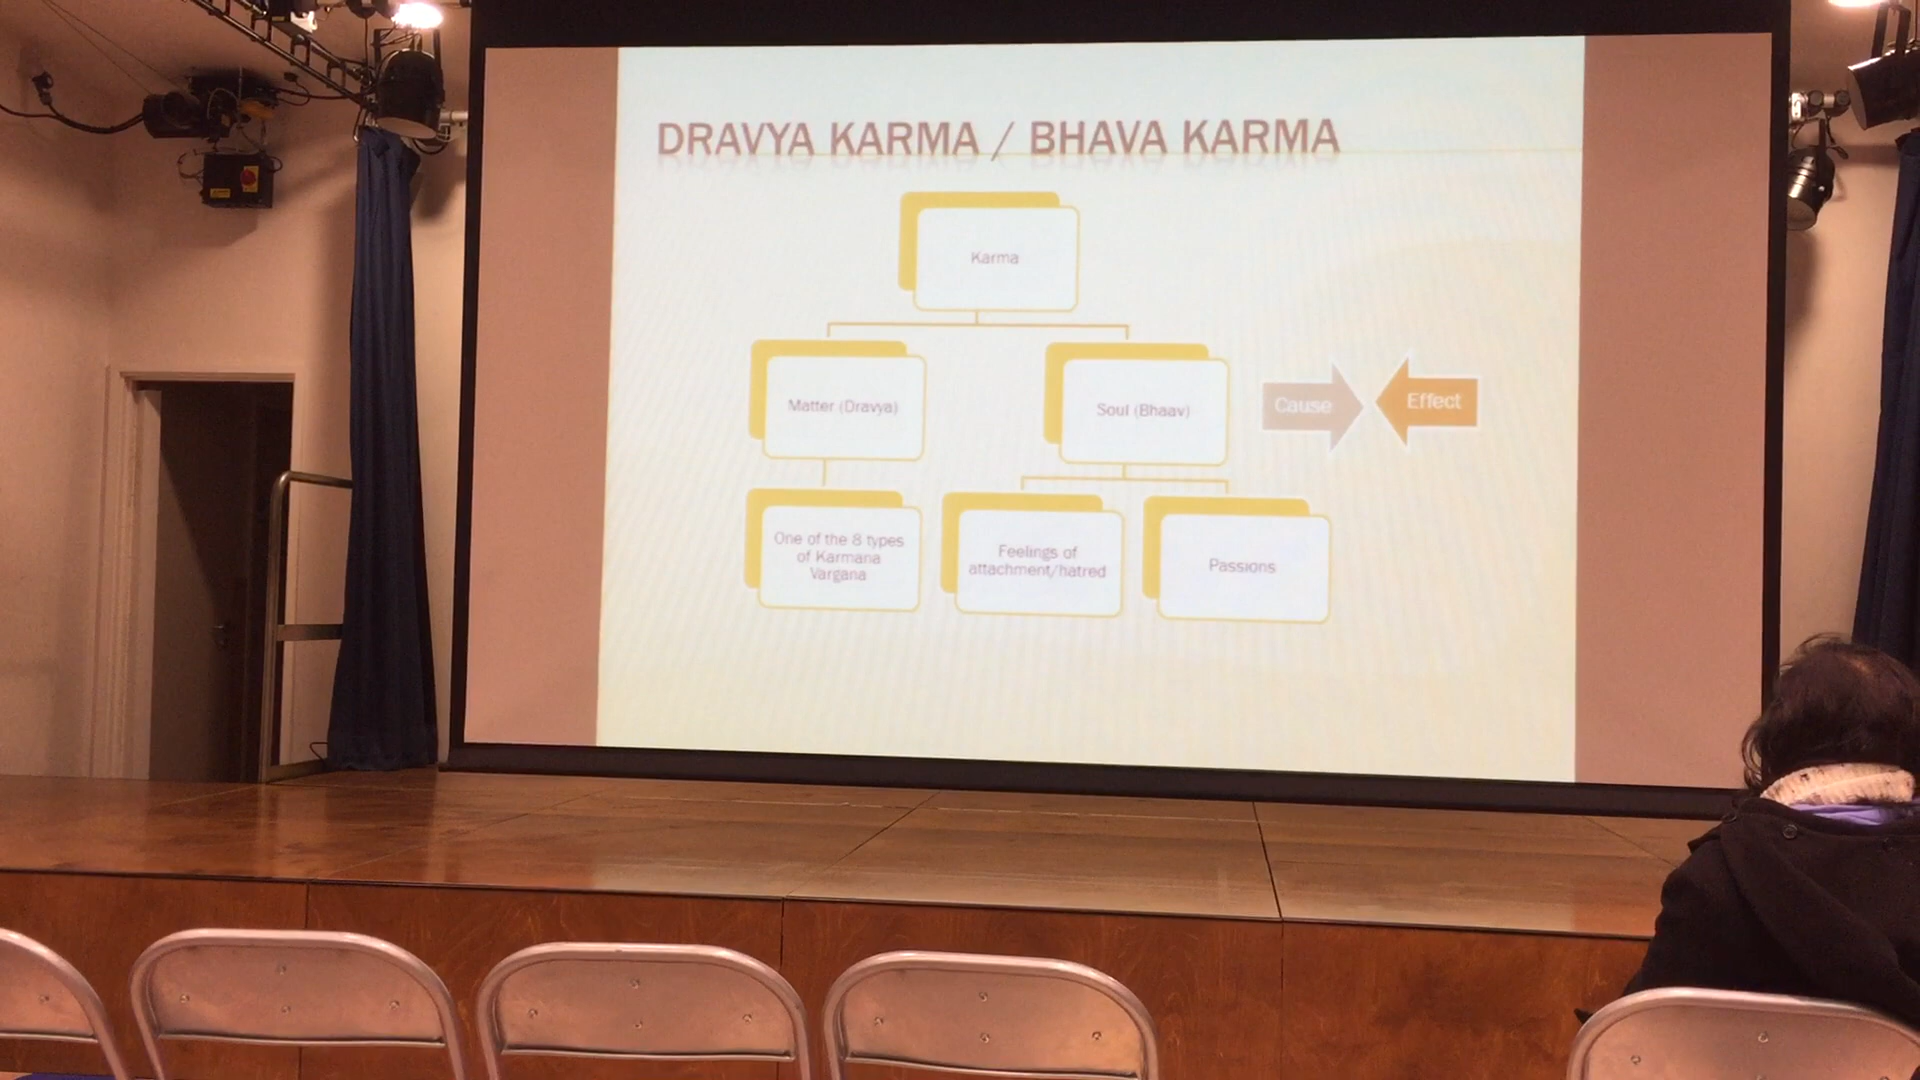 DRAVYA KARMA / BHAVA KARMA
Karma
Matter (Dravya)
Soul (Bhaav)
Cause
Effect
One of the 8 types
of Karmana
Vargana
Feelings of
attachment/hatred
Passions